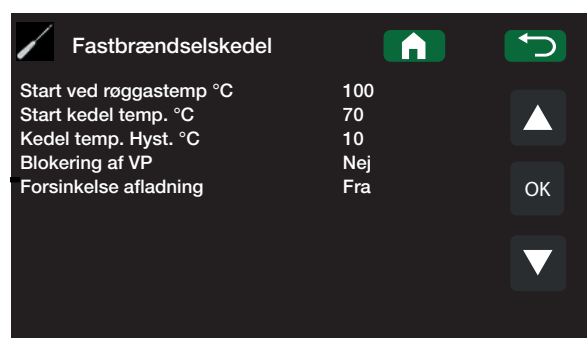 Fastbrændselskedel
Start ved røggastemp °C 100
Start kedel temp. °C 70
Kedel temp. Hyst. °C 10
Blokering af VP Nej
Forsinkelse afladning Fra
OK